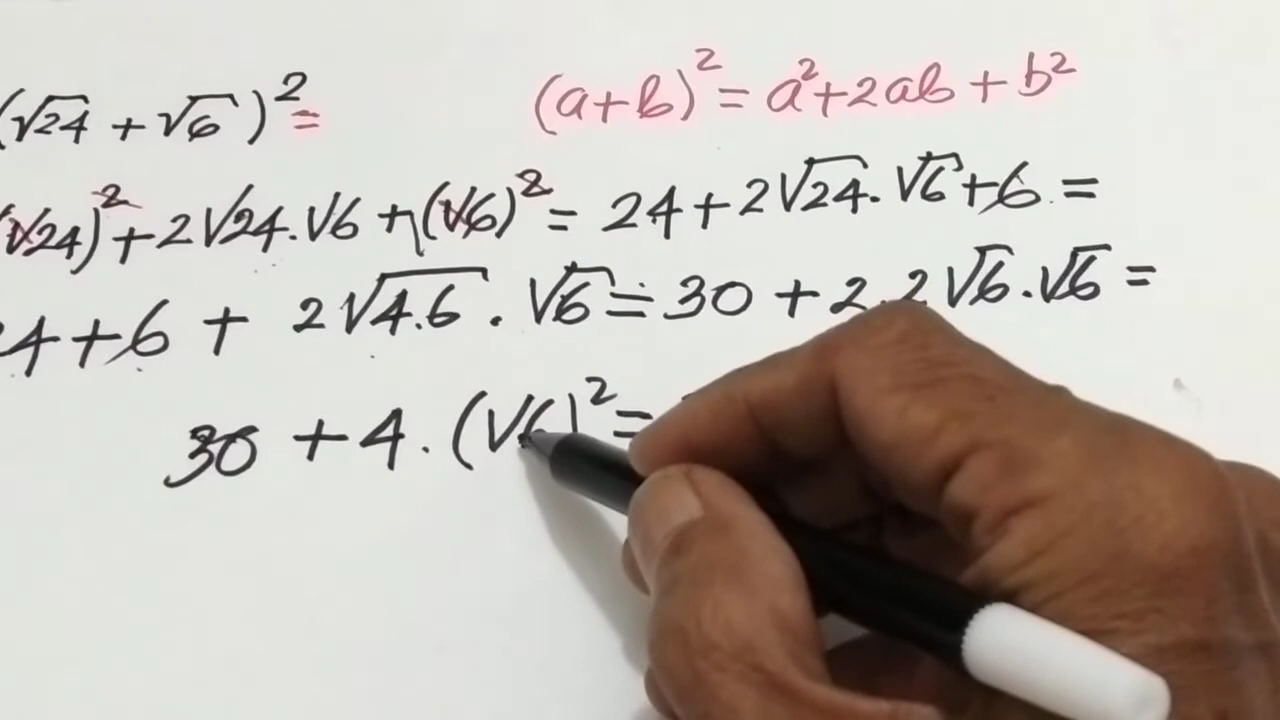 (√24 + √6)² =
(a+b)² = a²+2ab+b²
(√24)² + 2√24.√6 + (√6)² = 24 + 2√24.√6 + 6 =
4 + 6 + 2√4.6 . √6 = 30 + 2.2√6.√6 =
30 + 4.(√6)² =